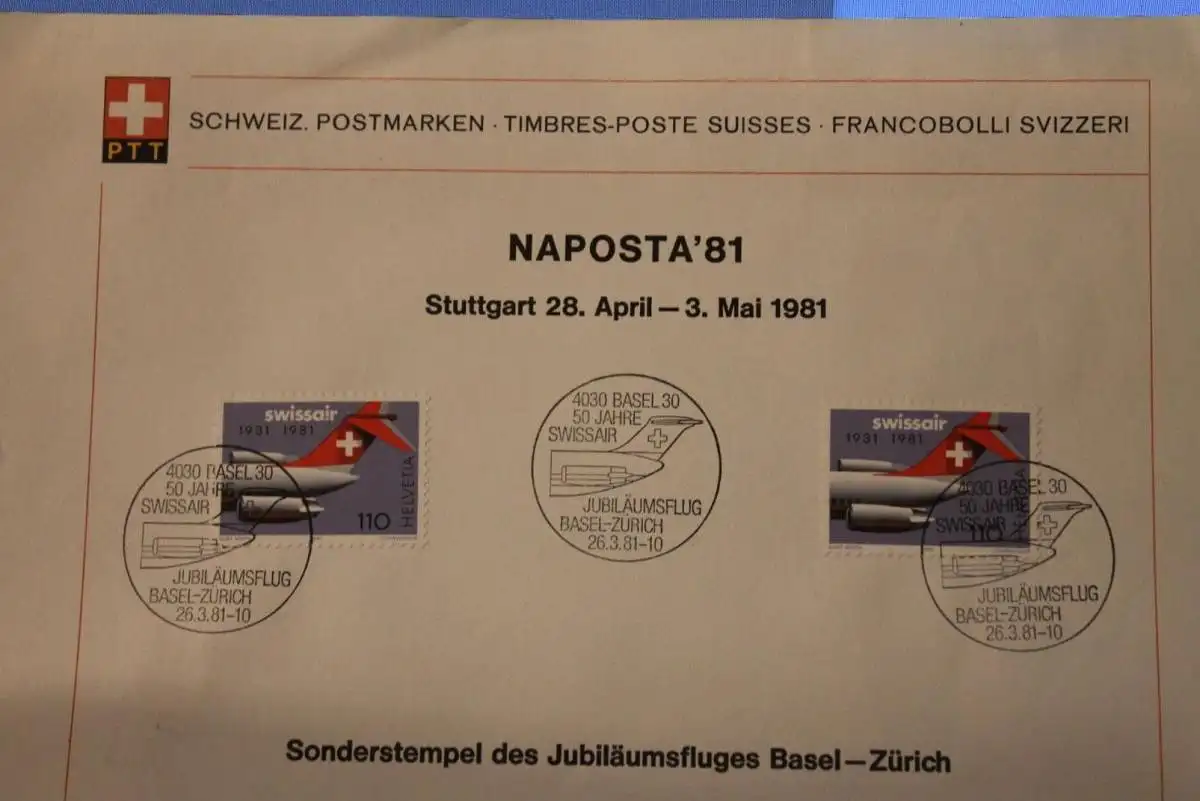 PTT
SCHWEIZ. POSTMARKEN · TIMBRES-POSTE SUISSES · FRANCOBOLLI SVIZZERI
NAPOSTA'81
Stuttgart 28. April – 3. Mai 1981
swissair
1931 1981
HELVETIA
110
4030 BASEL 30
50 JAHRE
SWISSAIR
JUBILÄUMSFLUG
BASEL-ZÜRICH
26.3.81-10
4030 BASEL 30
50 JAHRE
SWISSAIR
JUBILÄUMSFLUG
BASEL-ZÜRICH
26.3.81-10
swissair
1931 1981
HELVETIA
110
4030 BASEL 30
50 JAHRE
SWISSAIR
JUBILÄUMSFLUG
BASEL-ZÜRICH
26.3.81-10
Sonderstempel des Jubiläumsfluges Basel – Zürich